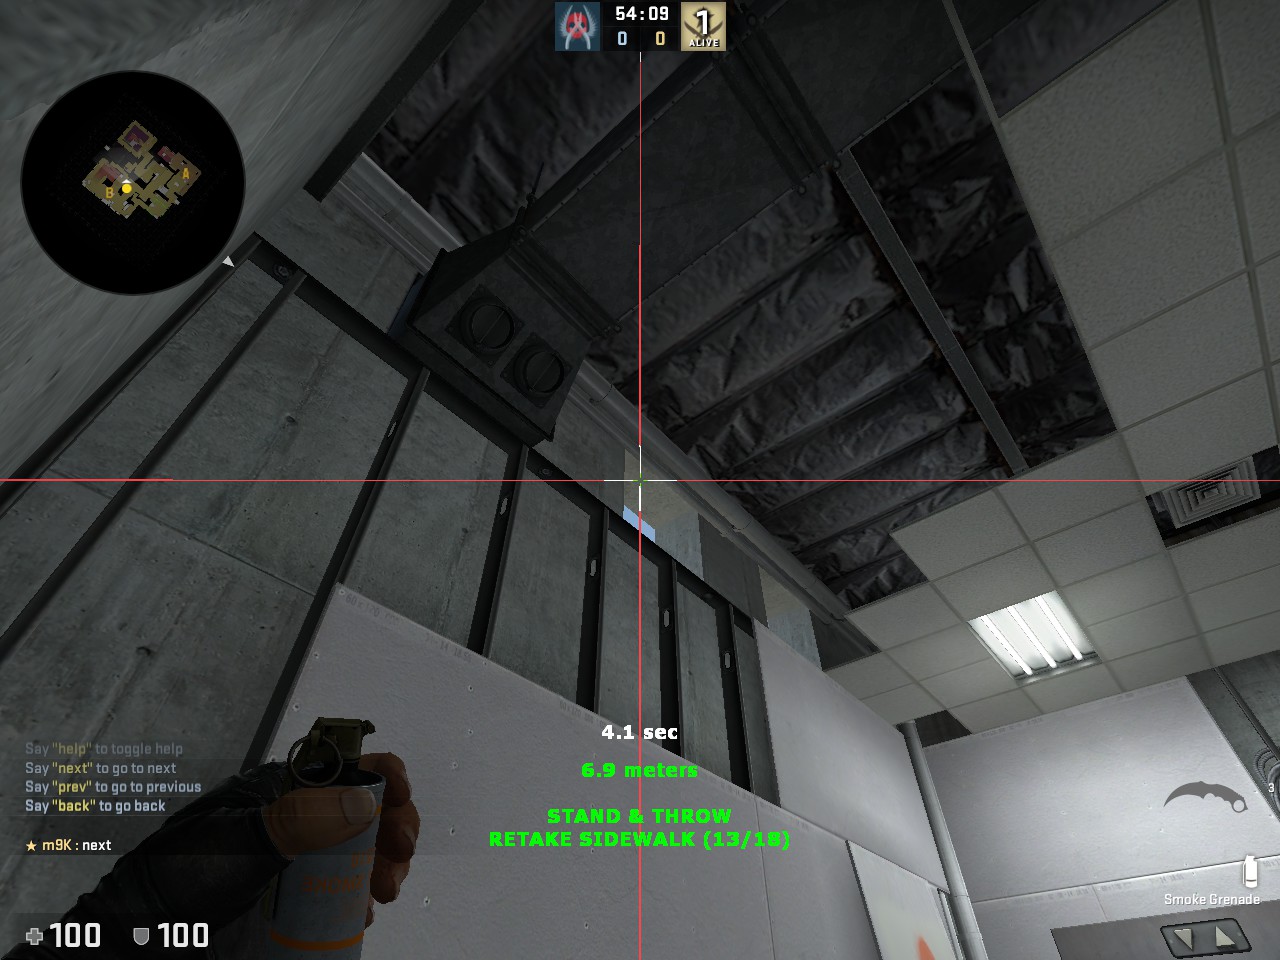 54:09
0 0
1
ALIVE
A
B
4.1 sec
6.9 meters
STAND & THROW
RETAKE SIDEWALK (13/18)
Say "help" to toggle help
Say "next" to go to next
Say "prev" to go to previous
Say "back" to go back
★ m9K : next
3
Smoke Grenade
100 100